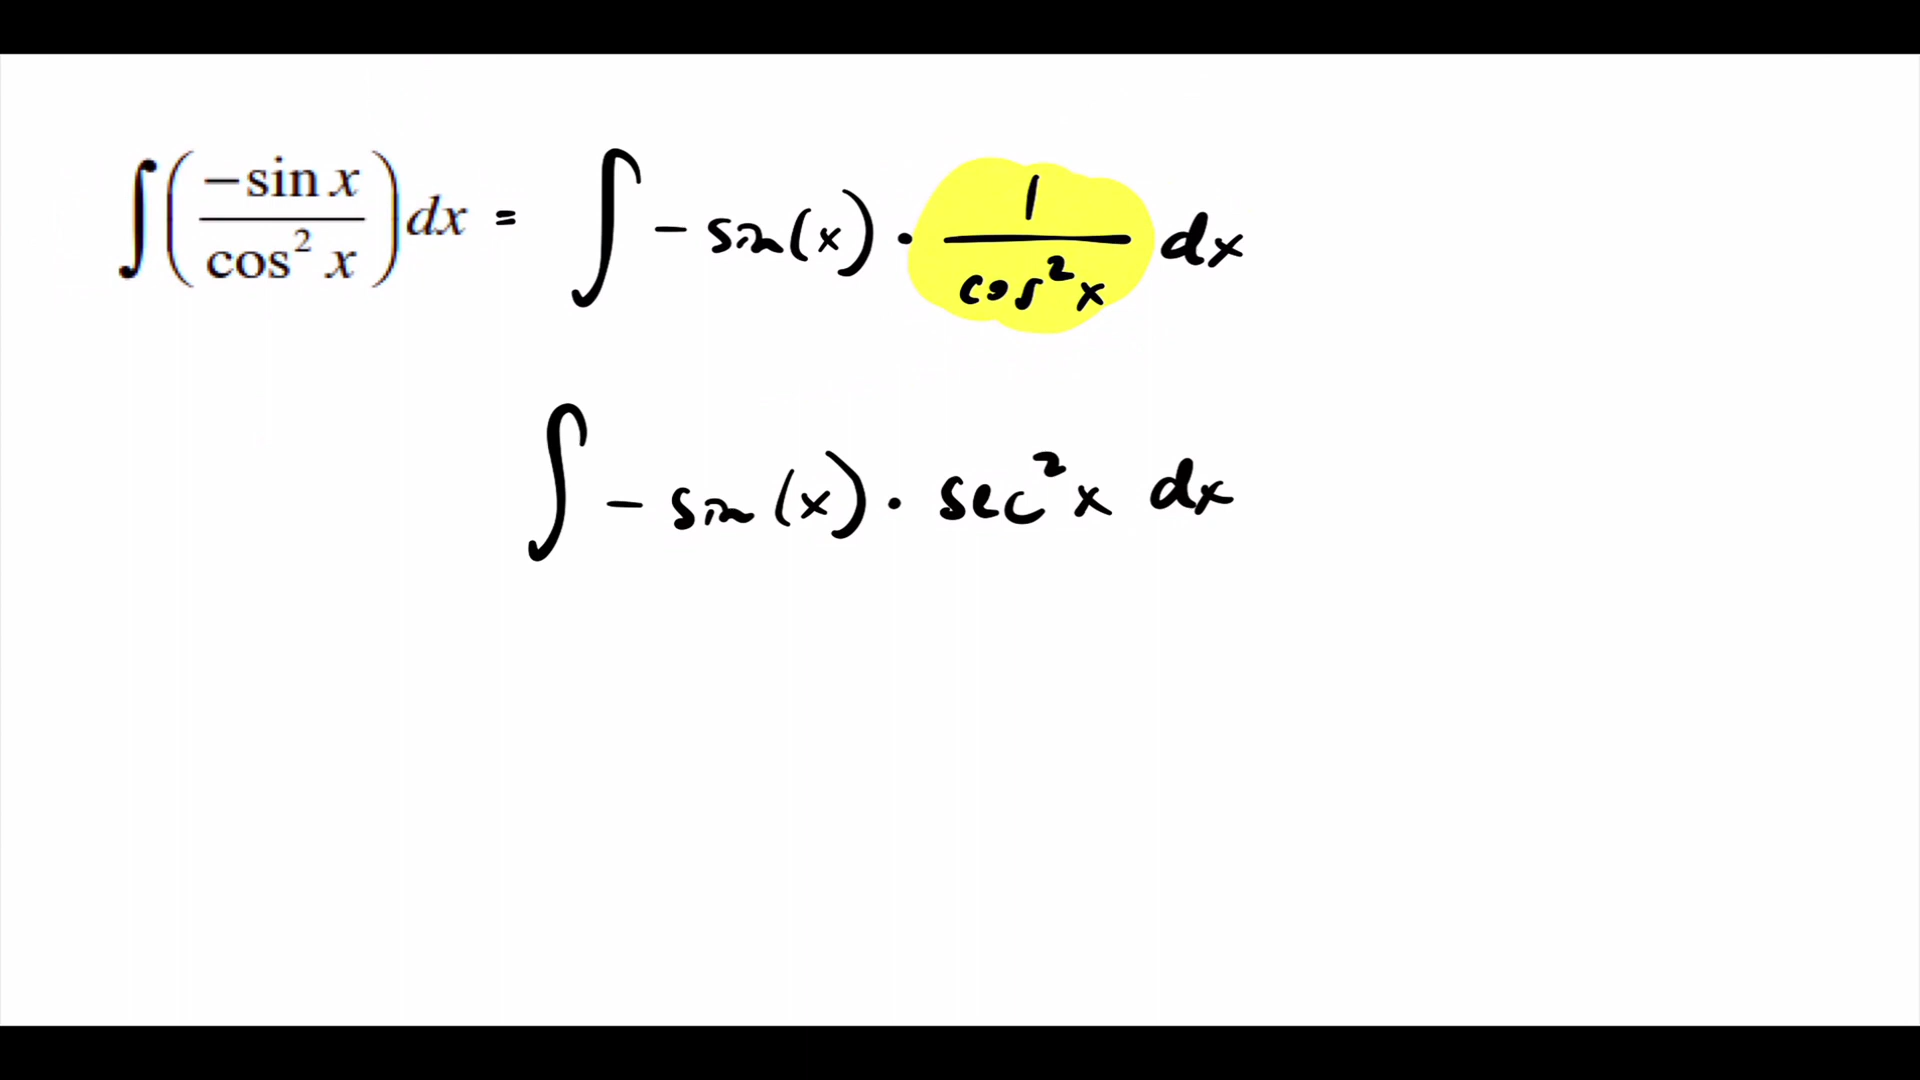 ∫(−sin x / cos² x) dx = ∫ − sin(x) · 1/cos²x dx
∫ − sin(x) · sec²x dx